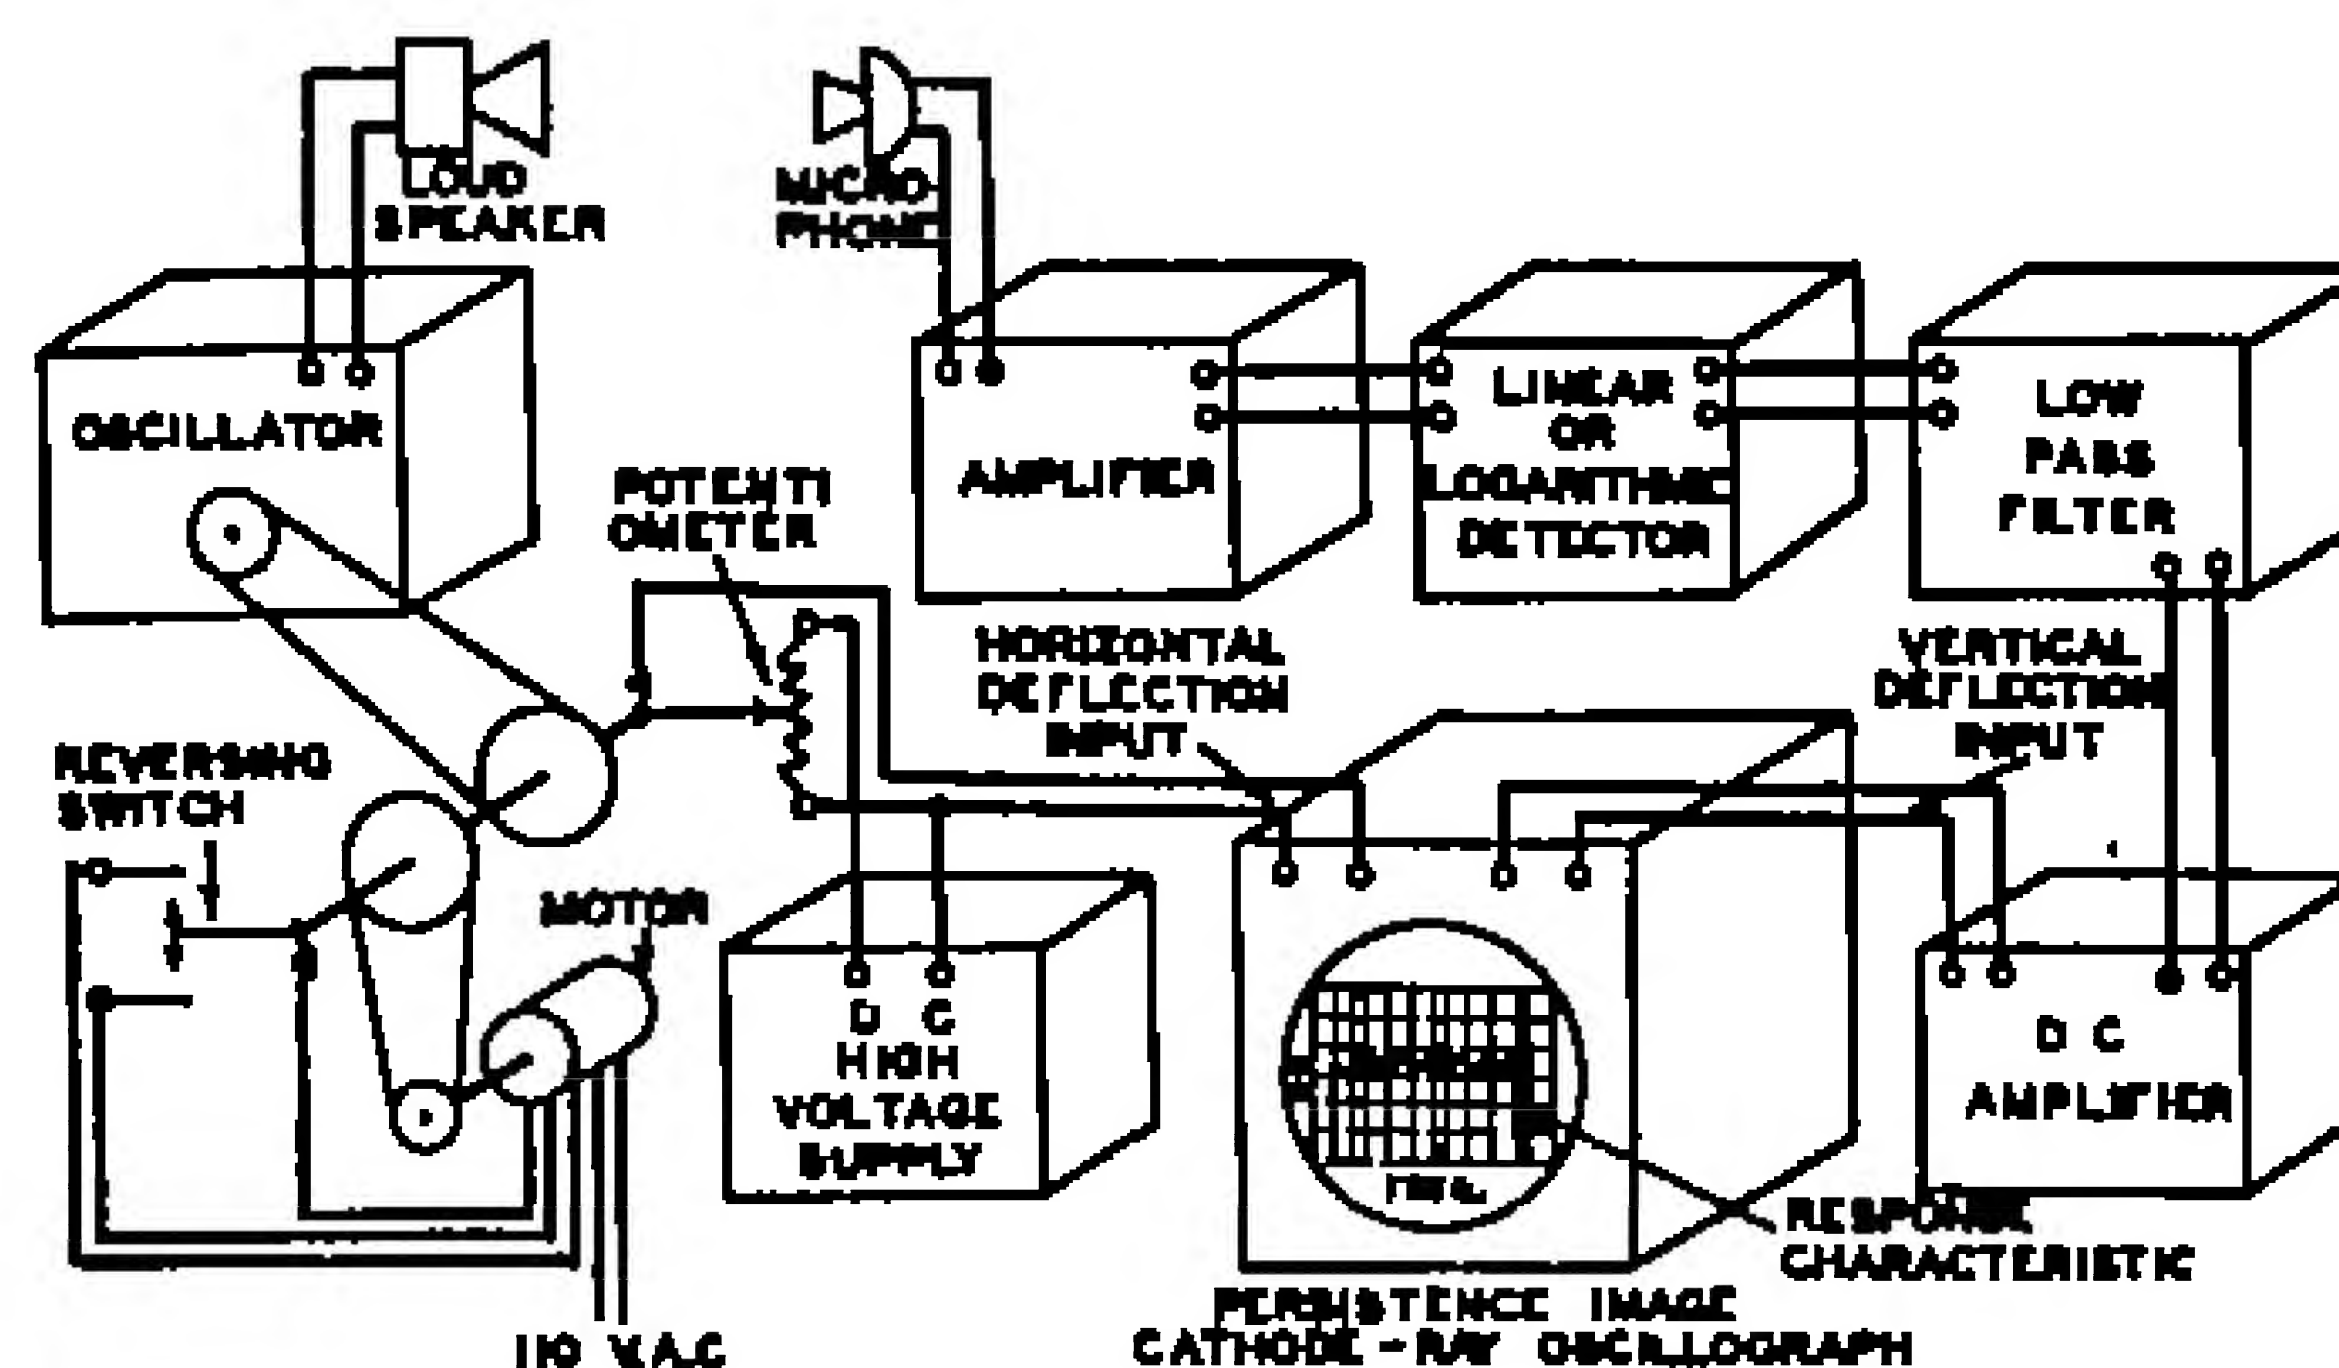 LOUD
SPEAKER
MICRO-
PHONE
OSCILLATOR
POTENTI
OMETER
AMPLIFIER
LINEAR
OR
LOGARITHMIC
DETECTOR
LOW
PASS
FILTER
HORIZONTAL
DEFLECTION
INPUT
VERTICAL
DEFLECTION
INPUT
REVERSING
SWITCH
MOTOR
D C
HIGH
VOLTAGE
SUPPLY
D C
AMPLIFIER
FREQ.
RESPONSE
CHARACTERISTIC
110 V.A.C
PERSISTENCE IMAGE
CATHODE-RAY OSCILLOGRAPH